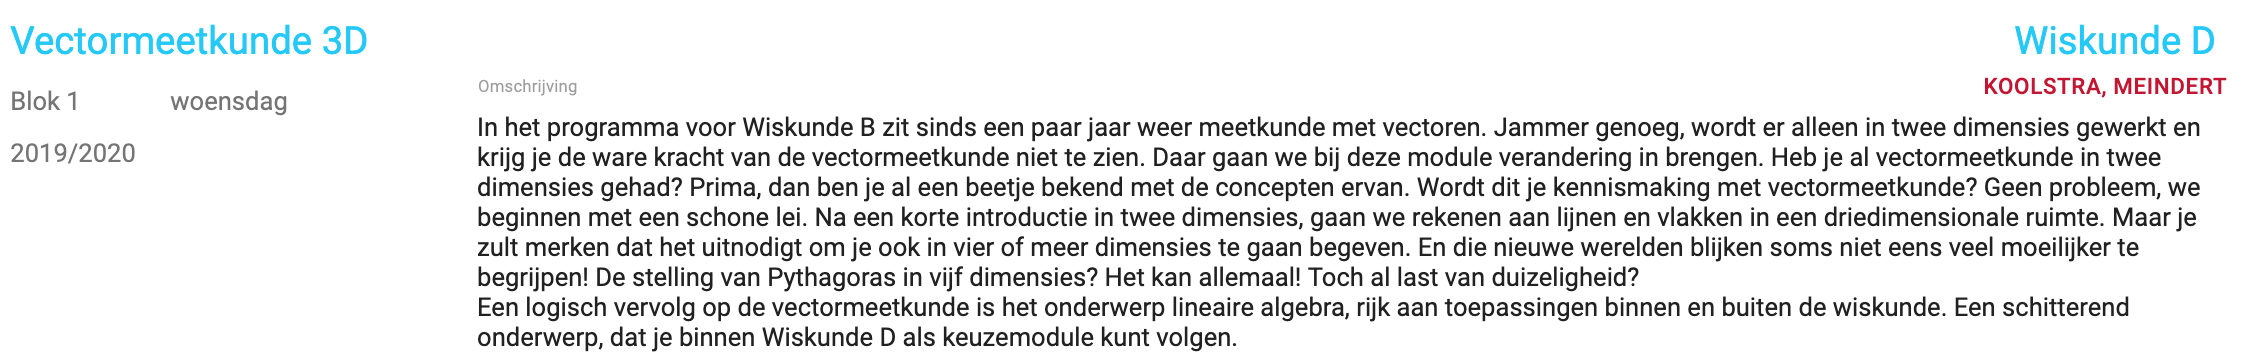 Vectormeetkunde 3D
Wiskunde D
Blok 1 woensdag
2019/2020
Omschrijving
KOOLSTRA, MEINDERT
In het programma voor Wiskunde B zit sinds een paar jaar weer meetkunde met vectoren. Jammer genoeg, wordt er alleen in twee dimensies gewerkt en
krijg je de ware kracht van de vectormeetkunde niet te zien. Daar gaan we bij deze module verandering in brengen. Heb je al vectormeetkunde in twee
dimensies gehad? Prima, dan ben je al een beetje bekend met de concepten ervan. Wordt dit je kennismaking met vectormeetkunde? Geen probleem, we
beginnen met een schone lei. Na een korte introductie in twee dimensies, gaan we rekenen aan lijnen en vlakken in een driedimensionale ruimte. Maar je
zult merken dat het uitnodigt om je ook in vier of meer dimensies te gaan begeven. En die nieuwe werelden blijken soms niet eens veel moeilijker te
begrijpen! De stelling van Pythagoras in vijf dimensies? Het kan allemaal! Toch al last van duizeligheid?
Een logisch vervolg op de vectormeetkunde is het onderwerp lineaire algebra, rijk aan toepassingen binnen en buiten de wiskunde. Een schitterend
onderwerp, dat je binnen Wiskunde D als keuzemodule kunt volgen.